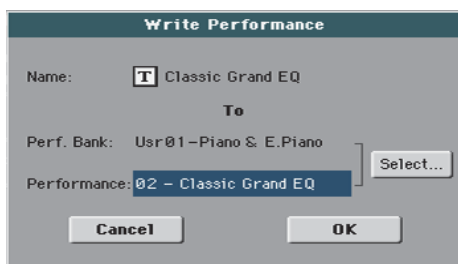 Write Performance
Name: T Classic Grand EQ
To
Perf. Bank: Usr01-Piano & E.Piano
Select...
Performance: 02 - Classic Grand EQ
Cancel OK